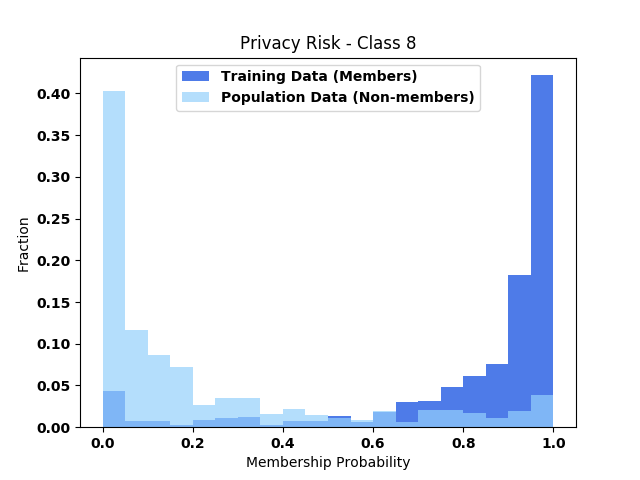 Privacy Risk - Class 8
Training Data (Members)
Population Data (Non-members)
Fraction
0.40
0.35
0.30
0.25
0.20
0.15
0.10
0.05
0.00
0.0 0.2 0.4 0.6 0.8 1.0
Membership Probability